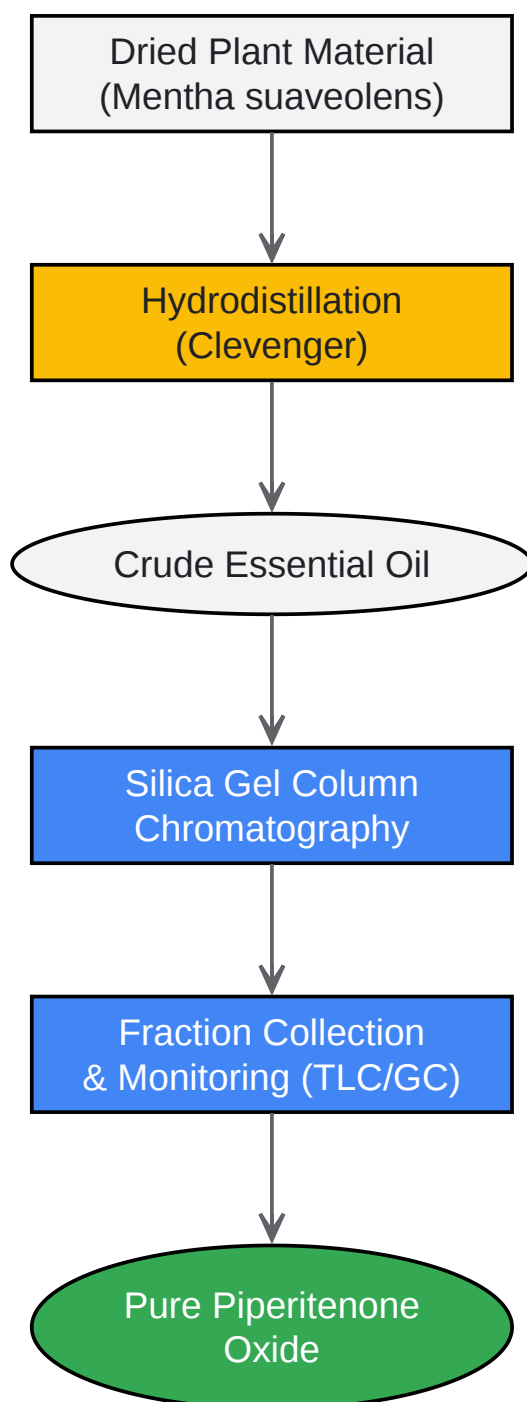 Dried Plant Material
(Mentha suaveolens)
Hydrodistillation
(Clevenger)
Crude Essential Oil
Silica Gel Column
Chromatography
Fraction Collection
& Monitoring (TLC/GC)
Pure Piperitenone
Oxide